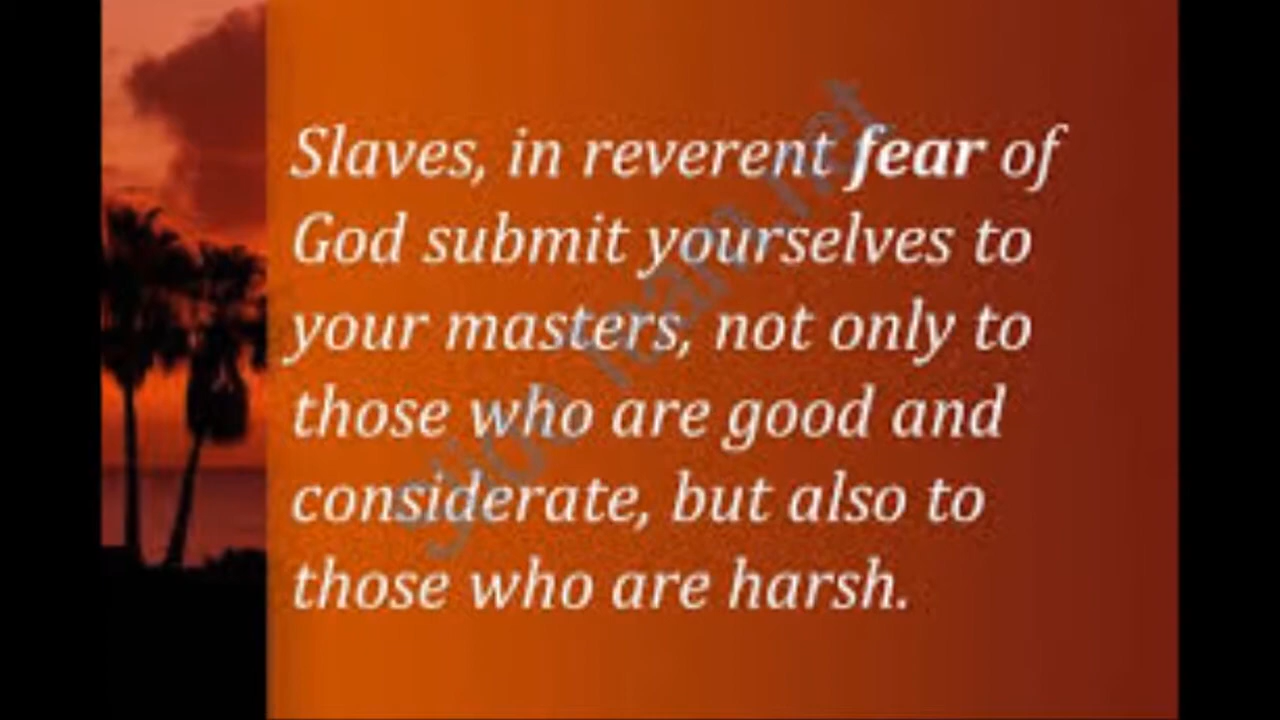 Slaves, in reverent fear of
God submit yourselves to
your masters, not only to
those who are good and
considerate, but also to
those who are harsh.